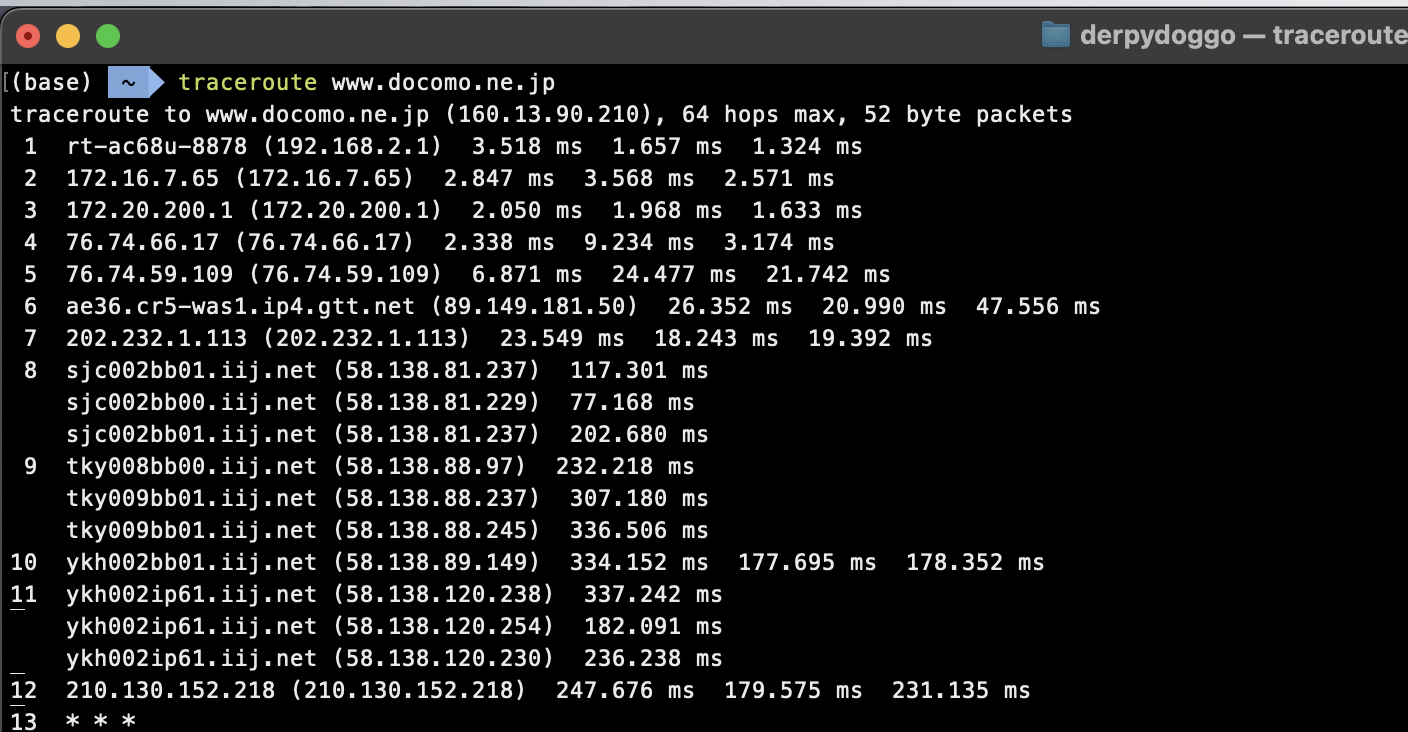 derpydoggo — traceroute
(base) ~ traceroute www.docomo.ne.jp
traceroute to www.docomo.ne.jp (160.13.90.210), 64 hops max, 52 byte packets
1 rt-ac68u-8878 (192.168.2.1) 3.518 ms 1.657 ms 1.324 ms
2 172.16.7.65 (172.16.7.65) 2.847 ms 3.568 ms 2.571 ms
3 172.20.200.1 (172.20.200.1) 2.050 ms 1.968 ms 1.633 ms
4 76.74.66.17 (76.74.66.17) 2.338 ms 9.234 ms 3.174 ms
5 76.74.59.109 (76.74.59.109) 6.871 ms 24.477 ms 21.742 ms
6 ae36.cr5-was1.ip4.gtt.net (89.149.181.50) 26.352 ms 20.990 ms 47.556 ms
7 202.232.1.113 (202.232.1.113) 23.549 ms 18.243 ms 19.392 ms
8 sjc002bb01.iij.net (58.138.81.237) 117.301 ms
sjc002bb00.iij.net (58.138.81.229) 77.168 ms
sjc002bb01.iij.net (58.138.81.237) 202.680 ms
9 tky008bb00.iij.net (58.138.88.97) 232.218 ms
tky009bb01.iij.net (58.138.88.237) 307.180 ms
tky009bb01.iij.net (58.138.88.245) 336.506 ms
10 ykh002bb01.iij.net (58.138.89.149) 334.152 ms 177.695 ms 178.352 ms
11 ykh002ip61.iij.net (58.138.120.238) 337.242 ms
ykh002ip61.iij.net (58.138.120.254) 182.091 ms
ykh002ip61.iij.net (58.138.120.230) 236.238 ms
12 210.130.152.218 (210.130.152.218) 247.676 ms 179.575 ms 231.135 ms
13 * * *